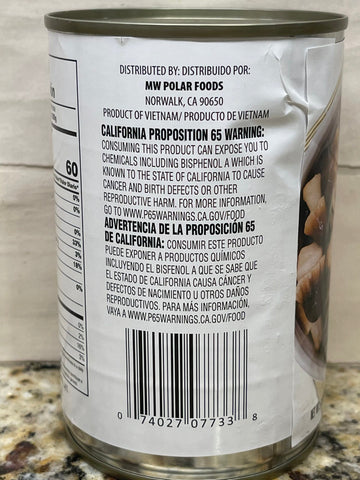 DISTRIBUTED BY: DISTRIBUIDO POR:
MW POLAR FOODS
NORWALK, CA 90650
PRODUCT OF VIETNAM/ PRODUCTO DE VIETNAM
CALIFORNIA PROPOSITION 65 WARNING:
CONSUMING THIS PRODUCT CAN EXPOSE YOU TO
CHEMICALS INCLUDING BISPHENOL A WHICH IS
KNOWN TO THE STATE OF CALIFORNIA TO CAUSE
CANCER AND BIRTH DEFECTS OR OTHER
REPRODUCTIVE HARM. FOR MORE INFORMATION,
GO TO WWW.P65WARNINGS.CA.GOV/FOOD
ADVERTENCIA DE LA PROPOSICIÓN 65
DE CALIFORNIA: CONSUMIR ESTE PRODUCTO
PUEDE EXPONER A PRODUCTOS QUÍMICOS
INCLUYENDO EL BISFENOL A QUE SE SABE QUE
EL ESTADO DE CALIFORNIA CAUSA CÁNCER Y
DEFECTOS DE NACIMIENTO U OTROS DAÑOS
REPRODUCTIVOS. PARA MÁS INFORMACIÓN,
VAYA A WWW.P65WARNINGS.CA.GOV/FOOD
0 74027 07733 8
60
0%
0%
0%
33%
3%
19%
0%